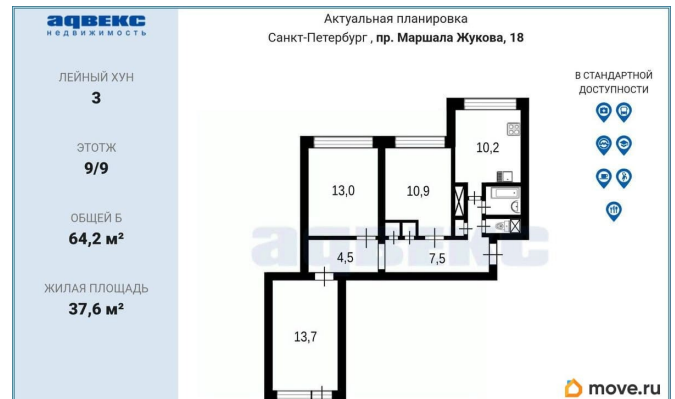 адвекс
недвижимость
ЛЕЙНЫЙ ХУН
3
ЭТОТЖ
9/9
ОБЩЕЙ Б
64,2 м²
ЖИЛАЯ ПЛОЩАДЬ
37,6 м²
Актуальная планировка
Санкт-Петербург , пр. Маршала Жукова, 18
В СТАНДАРТНОЙ
ДОСТУПНОСТИ
10,2
13,0
10,9
4,5
7,5
13,7
адвекс
move.ru